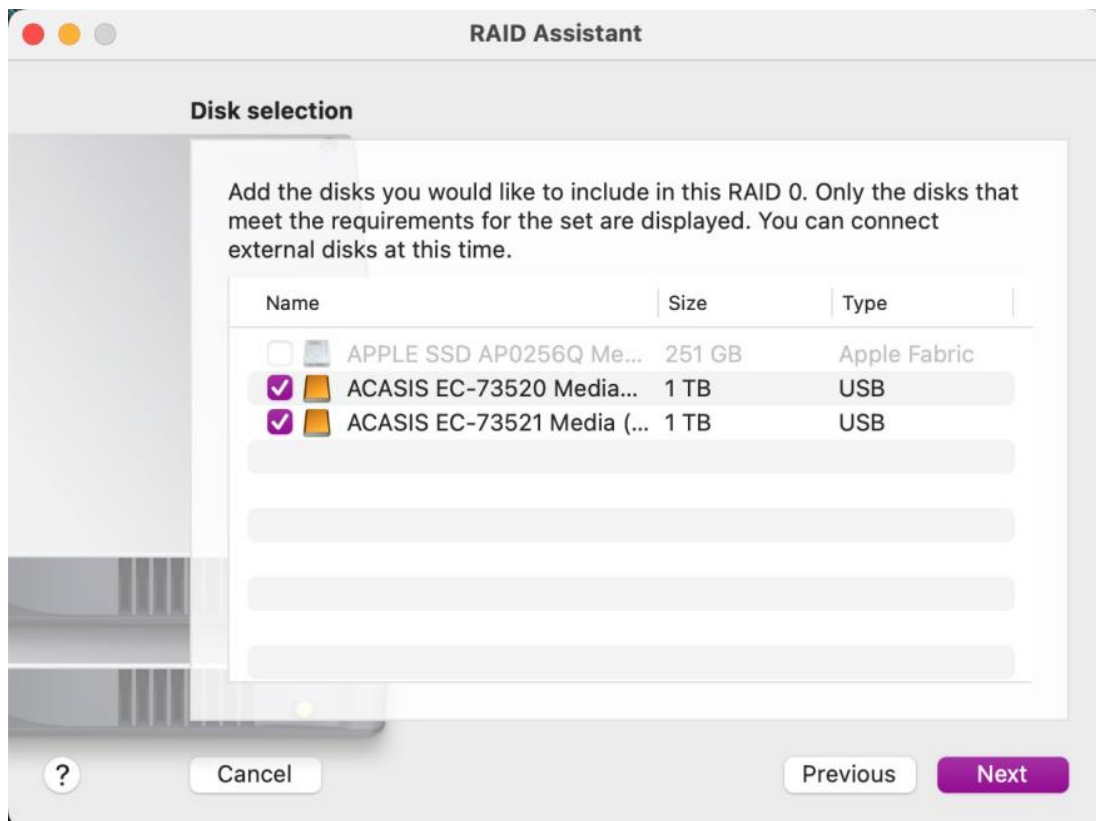 RAID Assistant
Disk selection
Add the disks you would like to include in this RAID 0. Only the disks that
meet the requirements for the set are displayed. You can connect
external disks at this time.
Name Size Type
APPLE SSD AP0256Q Me... 251 GB Apple Fabric
ACASIS EC-73520 Media... 1 TB USB
ACASIS EC-73521 Media (... 1 TB USB
? Cancel Previous Next